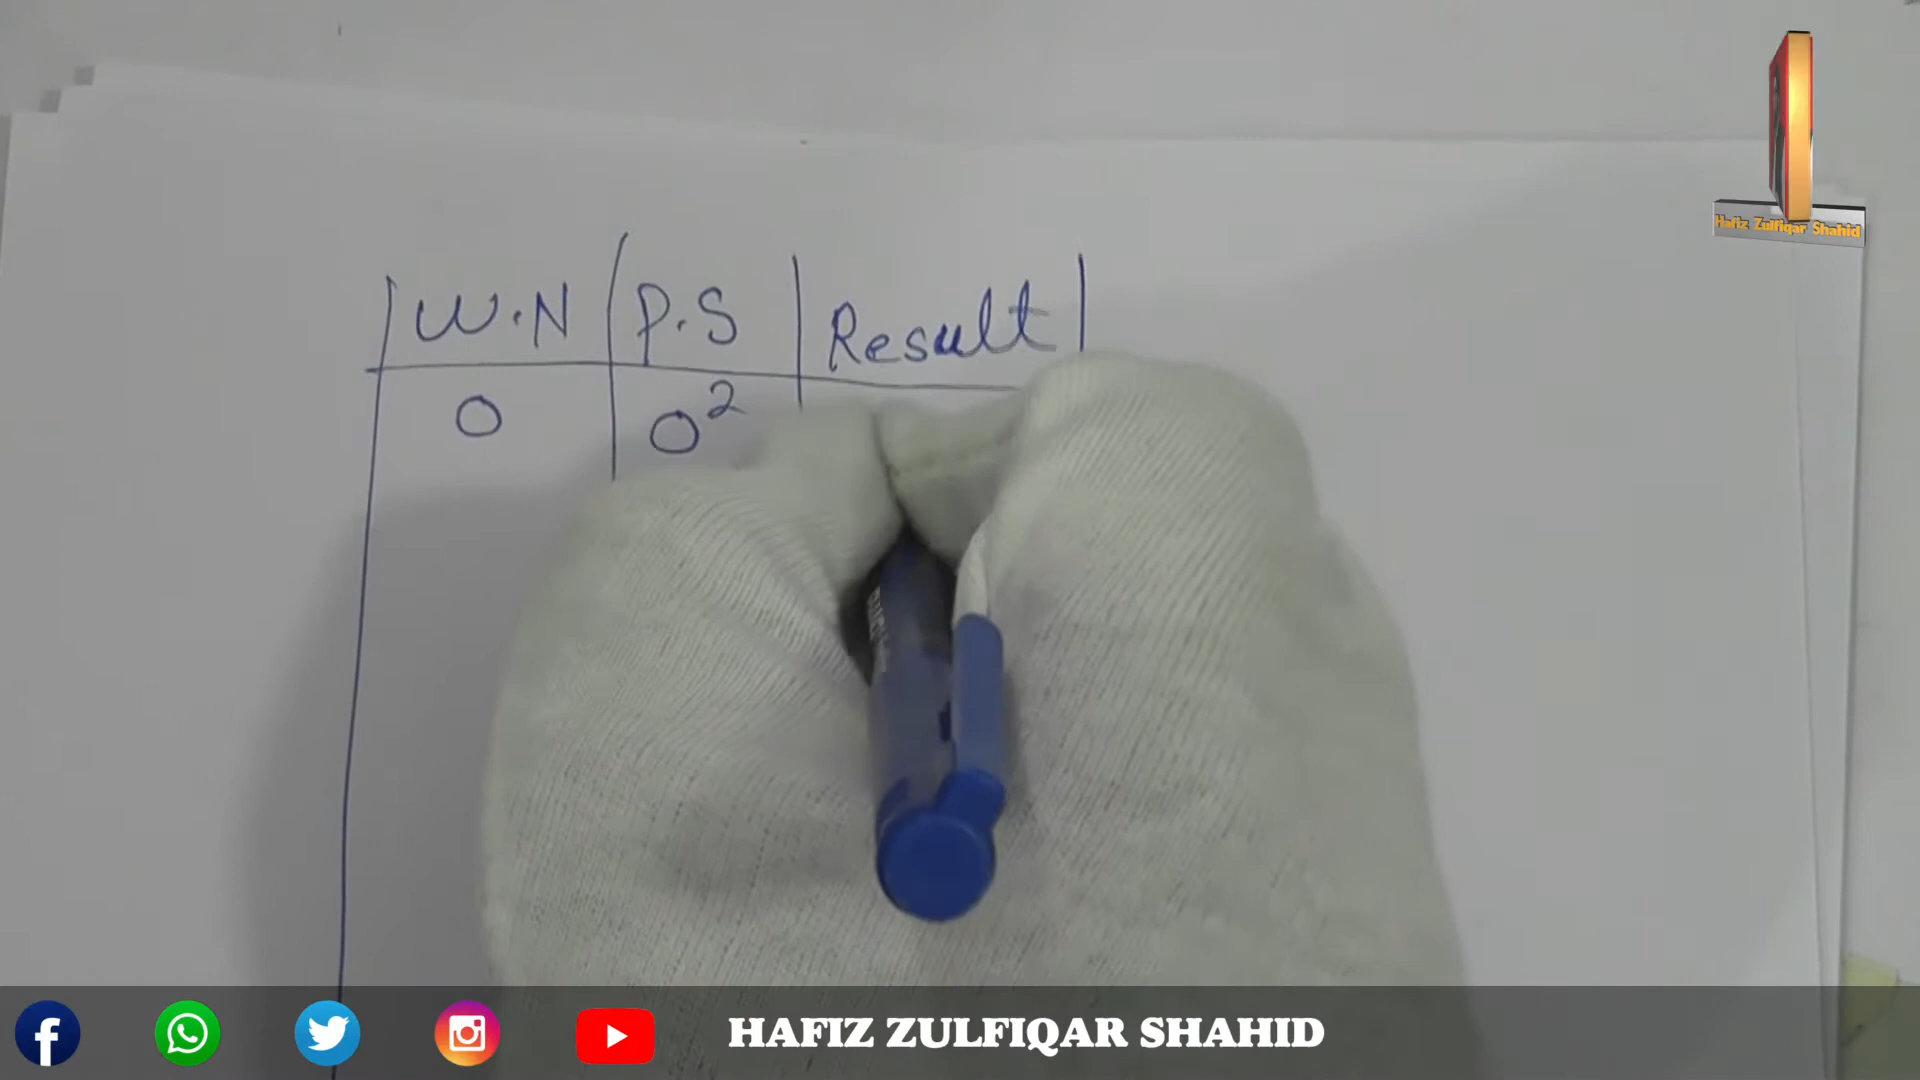 Hafiz Zulfiqar Shahid
W.N P.S Result
0 0²
HAFIZ ZULFIQAR SHAHID